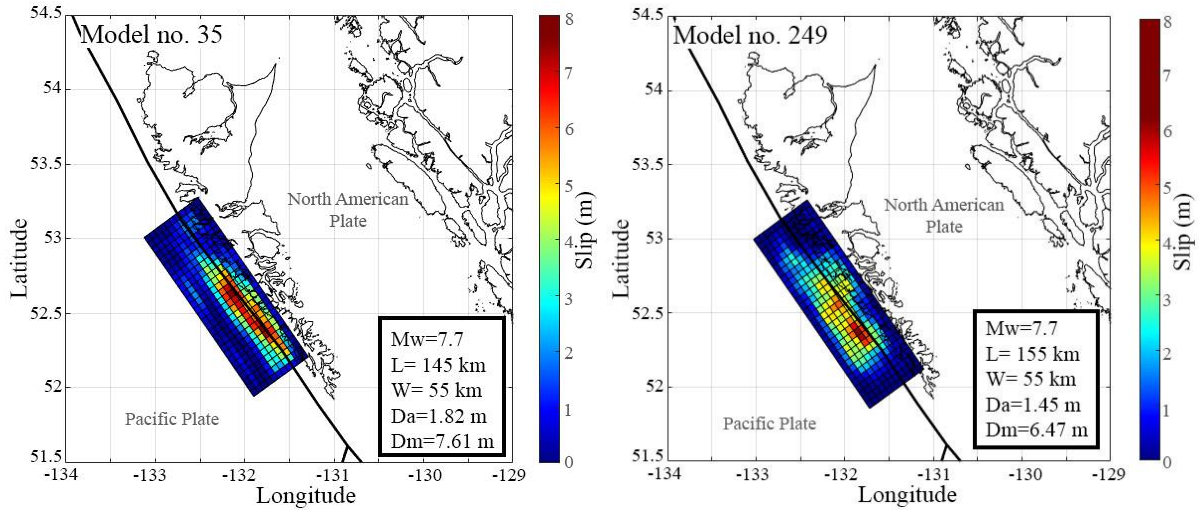 Model no. 35
54.5
54
53.5
53
52.5
52
51.5
Latitude
-134
-133
-132
-131
-130
-129
Longitude
North American
Plate
Pacific Plate
Mw=7.7
L= 145 km
W= 55 km
Da=1.82 m
Dm=7.61 m
8
7
6
5
4
3
2
1
0
Slip (m)
Model no. 249
54.5
54
53.5
53
52.5
52
51.5
Latitude
-134
-133
-132
-131
-130
-129
Longitude
North American
Plate
Pacific Plate
Mw=7.7
L= 155 km
W= 55 km
Da=1.45 m
Dm=6.47 m
8
7
6
5
4
3
2
1
0
Slip (m)